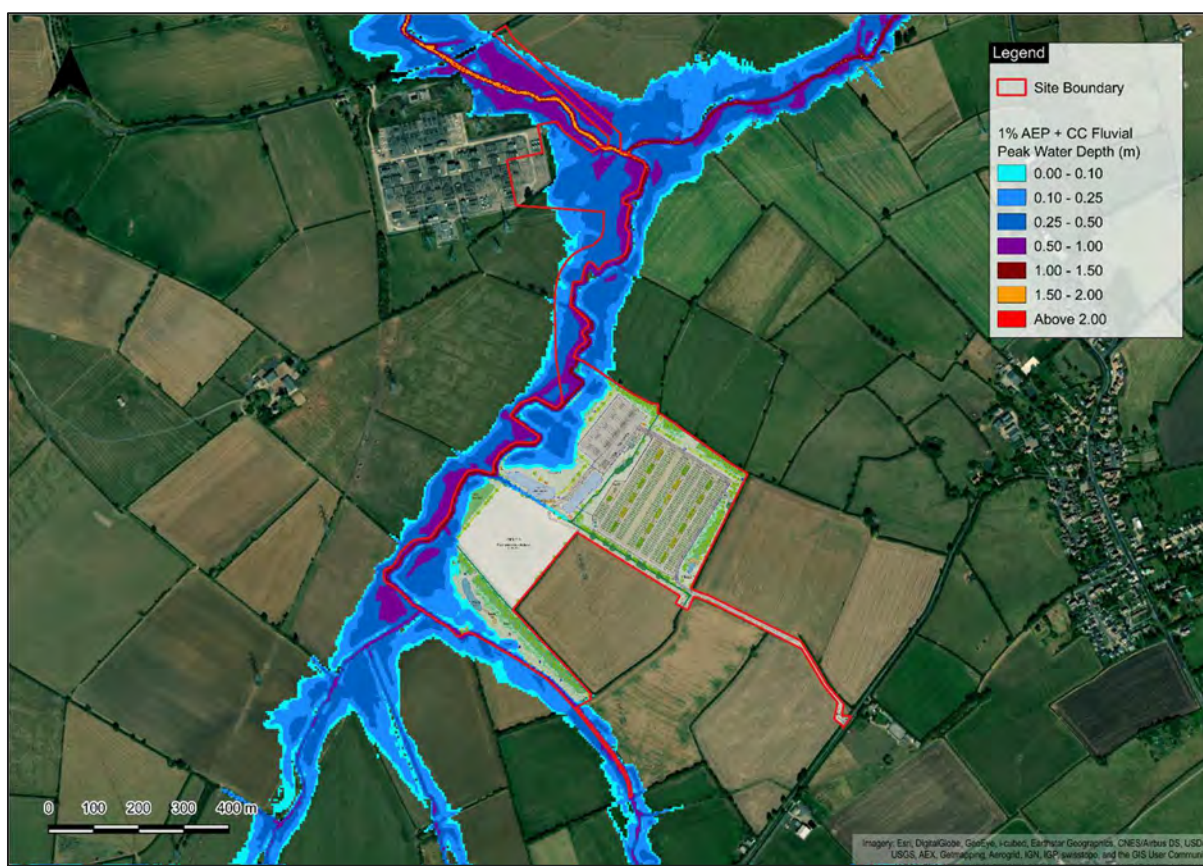 Legend
Site Boundary
1% AEP + CC Fluvial
Peak Water Depth (m)
0.00 - 0.10
0.10 - 0.25
0.25 - 0.50
0.50 - 1.00
1.00 - 1.50
1.50 - 2.00
Above 2.00
0 100 200 300 400 m
Imagery: Esri, DigitalGlobe, GeoEye, i-cubed, Earthstar Geographics, CNES/Airbus DS, USD
USGS, AEX, Getmapping, Aerogrid, IGN, IGP, swisstopo, and the GIS User Commu